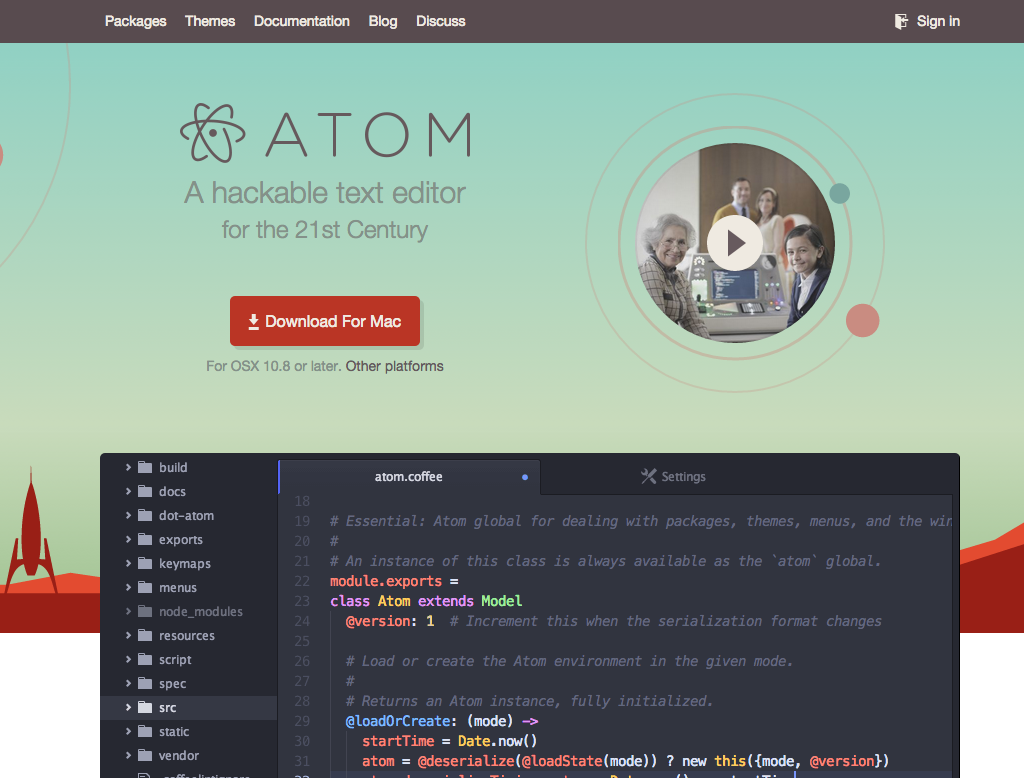 Packages Themes Documentation Blog Discuss Sign in
ATOM
A hackable text editor
for the 21st Century
Download For Mac
For OSX 10.8 or later. Other platforms
build
docs
dot-atom
exports
keymaps
menus
node_modules
resources
script
spec
src
static
vendor
atom.coffee
Settings
18
19 # Essential: Atom global for dealing with packages, themes, menus, and the win
20 #
21 # An instance of this class is always available as the `atom` global.
22 module.exports =
23 class Atom extends Model
24 @version: 1 # Increment this when the serialization format changes
25
26 # Load or create the Atom environment in the given mode.
27 #
28 # Returns an Atom instance, fully initialized.
29 @loadOrCreate: (mode) ->
30 startTime = Date.now()
31 atom = @deserialize(@loadState(mode)) ? new this({mode, @version})